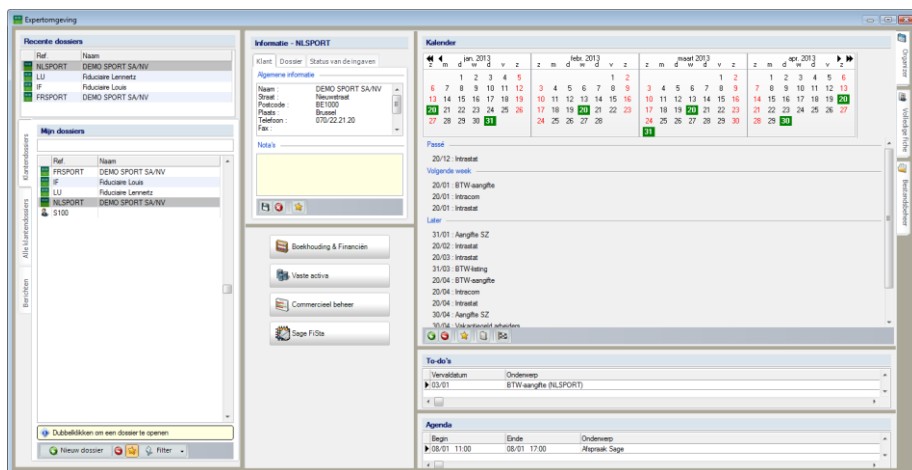 Expertomgeving
Recente dossiers
Ref. Naam
NLSPORT DEMO SPORT SA/NV
LU Fiduciaire Lennertz
IF Fiduciaire Louis
FRSPORT DEMO SPORT SA/NV
Klantendossiers
Alle klantendossiers
Berichten
Mijn dossiers
Ref. Naam
FRSPORT DEMO SPORT SA/NV
IF Fiduciaire Louis
LU Fiduciaire Lennertz
NLSPORT DEMO SPORT SA/NV
S100
Dubbelklikken om een dossier te openen
Nieuw dossier Filter
Informatie - NLSPORT
Klant Dossier Status van de ingaven
Algemene informatie
Naam : DEMO SPORT SA/NV
Straat : Nieuwstraat
Postcode : BE1000
Plaats : Brussel
Telefoon : 070/22.21.20
Fax :
Nota's
Boekhouding & Financiën
Vaste activa
Commercieel beheer
Sage FiSta
Kalender
jan. 2013 febr. 2013 maart 2013 apr. 2013
z m d w d v z z m d w d v z z m d w d v z z m d w d v z
1 2 3 4 5 1 2 1 2 1 2 3 4 5 6
6 7 8 9 10 11 12 3 4 5 6 7 8 9 3 4 5 6 7 8 9 7 8 9 10 11 12 13
13 14 15 16 17 18 19 10 11 12 13 14 15 16 10 11 12 13 14 15 16 14 15 16 17 18 19 20
20 21 22 23 24 25 26 17 18 19 20 21 22 23 17 18 19 20 21 22 23 21 22 23 24 25 26 27
27 28 29 30 31 24 25 26 27 28 24 25 26 27 28 29 30 28 29 30
31
Passé
20/12 : Intrastat
Volgende week
20/01 : BTW-aangifte
20/01 : Intracom
20/01 : Intrastat
Later
31/01 : Aangifte SZ
20/02 : Intrastat
20/03 : Intrastat
31/03 : BTW-listing
20/04 : BTW-aangifte
20/04 : Intracom
20/04 : Intrastat
30/04 : Aangifte SZ
30/04 : Vakantiegeld arbeiders
To-do's
Vervaldatum Onderwerp
03/01 BTW-aangifte (NLSPORT)
Agenda
Begin Einde Onderwerp
08/01 11:00 08/01 17:00 Afspraak Sage
Organizer
Volledige fiche
Bestandsbeheer